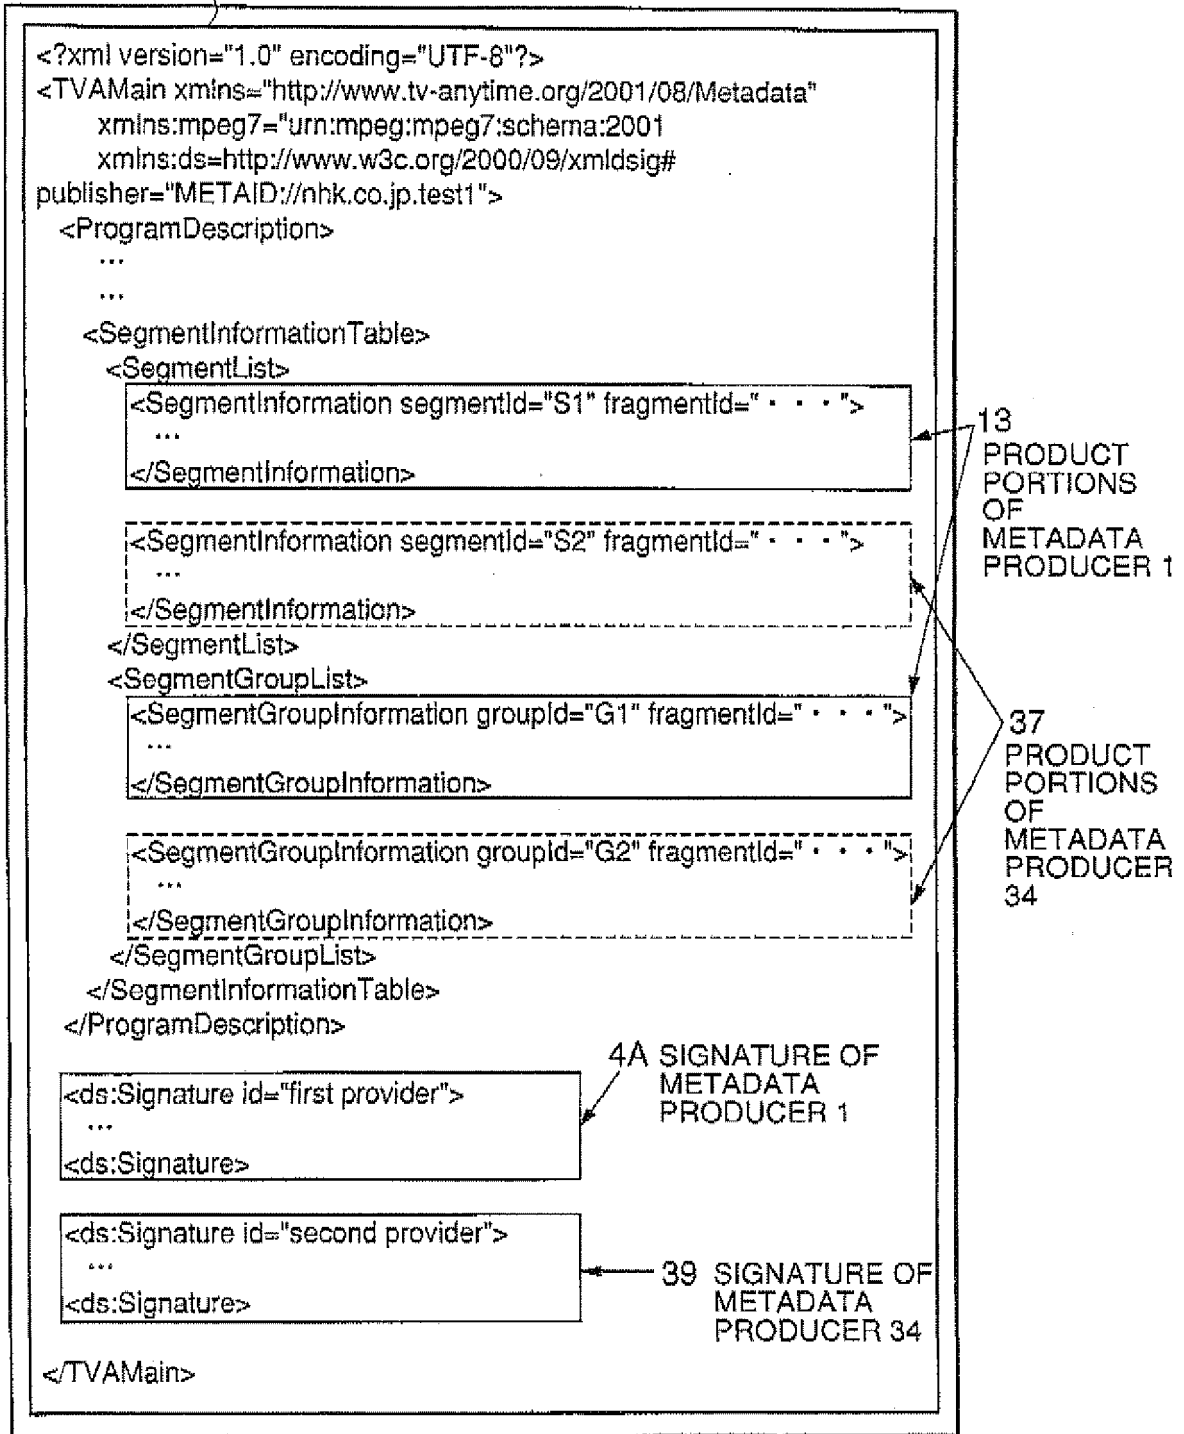 <?xml version="1.0" encoding="UTF-8"?>
<TVAMain xmlns="http://www.tv-anytime.org/2001/08/Metadata"
xmlns:mpeg7="urn:mpeg:mpeg7:schema:2001
xmlns:ds=http://www.w3c.org/2000/09/xmldsig#
publisher="METAID://nhk.co.jp.test1">
<ProgramDescription>
...
...
<SegmentInformationTable>
<SegmentList>
<SegmentInformation segmentId="S1" fragmentId="・・・">
...
</SegmentInformation>
13
PRODUCT
PORTIONS
OF
METADATA
PRODUCER 1
<SegmentInformation segmentId="S2" fragmentId="・・・">
...
</SegmentInformation>
</SegmentList>
<SegmentGroupList>
<SegmentGroupInformation groupId="G1" fragmentId="・・・">
...
</SegmentGroupInformation>
37
PRODUCT
PORTIONS
OF
METADATA
PRODUCER
34
<SegmentGroupInformation groupId="G2" fragmentId="・・・">
...
</SegmentGroupInformation>
</SegmentGroupList>
</SegmentInformationTable>
</ProgramDescription>
4A SIGNATURE OF
METADATA
PRODUCER 1
<ds:Signature id="first provider">
...
<ds:Signature>
<ds:Signature id="second provider">
...
<ds:Signature>
39 SIGNATURE OF
METADATA
PRODUCER 34
</TVAMain>